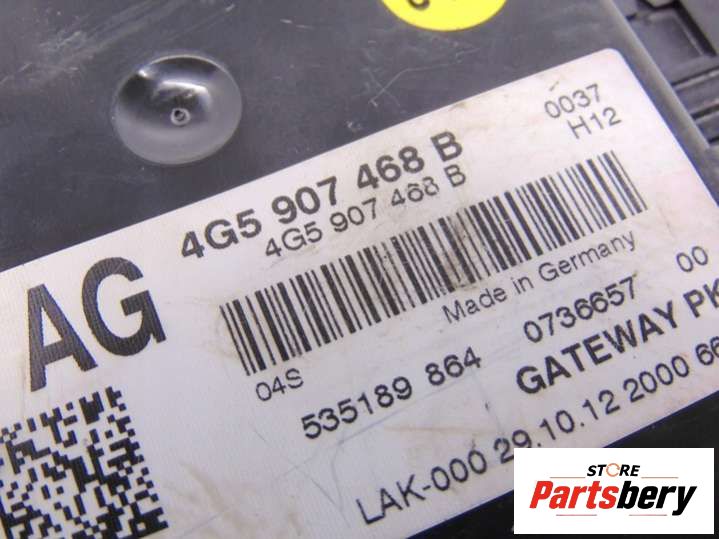 0037
H12
4G5 907 468 B
4G5 907 468 B
AG
Made in Germany
04S
535189 864 0736657 00
GATEWAY PK
LAK-000 29.10.12 2000 66
STORE
Partsbery